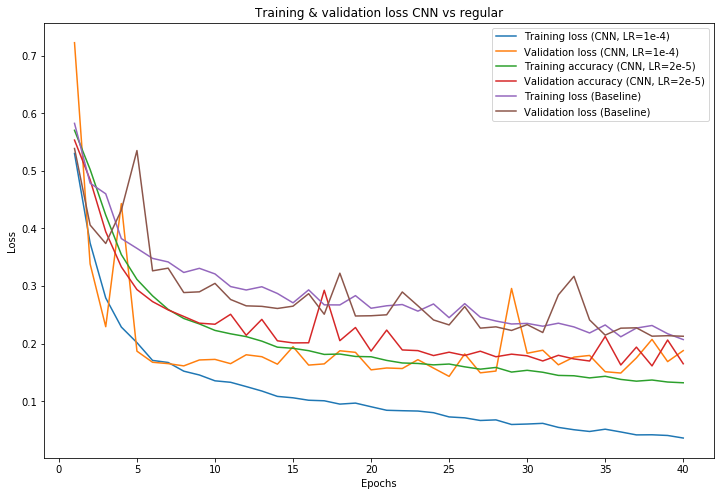 Training & validation loss CNN vs regular
Training loss (CNN, LR=1e-4)
Validation loss (CNN, LR=1e-4)
Training accuracy (CNN, LR=2e-5)
Validation accuracy (CNN, LR=2e-5)
Training loss (Baseline)
Validation loss (Baseline)
0.7
0.6
0.5
0.4
0.3
0.2
0.1
Loss
0 5 10 15 20 25 30 35 40
Epochs